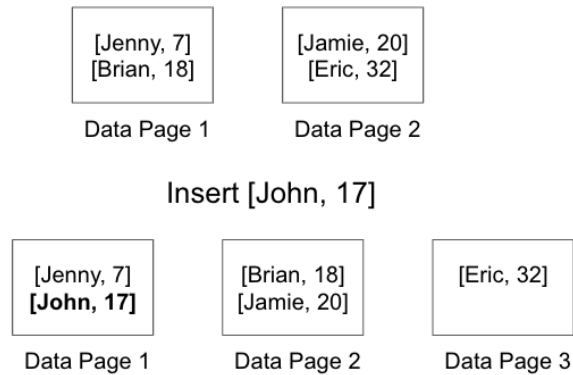 [Jenny, 7]
[Brian, 18]
Data Page 1
[Jamie, 20]
[Eric, 32]
Data Page 2
Insert [John, 17]
[Jenny, 7]
[John, 17]
Data Page 1
[Brian, 18]
[Jamie, 20]
Data Page 2
[Eric, 32]
Data Page 3